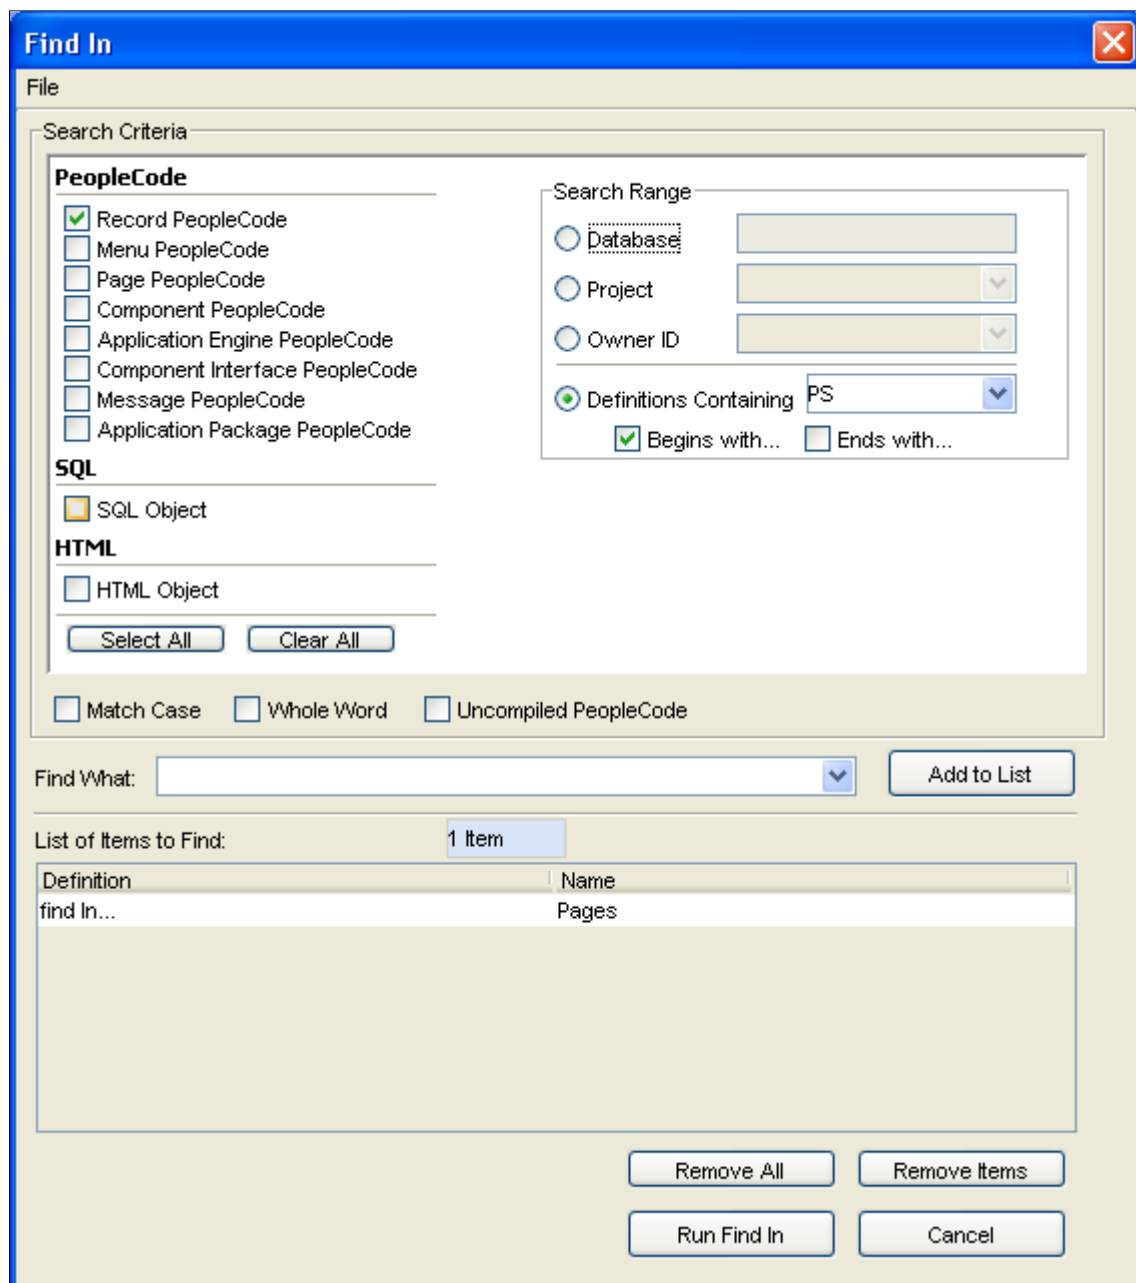 Find In
File
Search Criteria
PeopleCode
Record PeopleCode
Menu PeopleCode
Page PeopleCode
Component PeopleCode
Application Engine PeopleCode
Component Interface PeopleCode
Message PeopleCode
Application Package PeopleCode
SQL
SQL Object
HTML
HTML Object
Select All Clear All
Search Range
Database
Project
Owner ID
Definitions Containing PS
Begins with... Ends with...
Match Case Whole Word Uncompiled PeopleCode
Find What: Add to List
List of Items to Find: 1 Item
Definition Name
find In... Pages
Remove All Remove Items
Run Find In Cancel